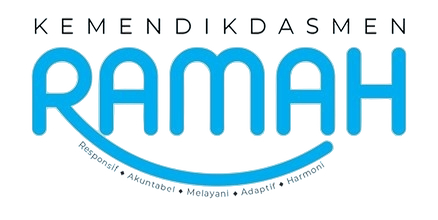 KEMENDIKDASMEN
RAMAH
Responsif ◆ Akuntabel ◆ Melayani ◆ Adaptif ◆ Harmoni